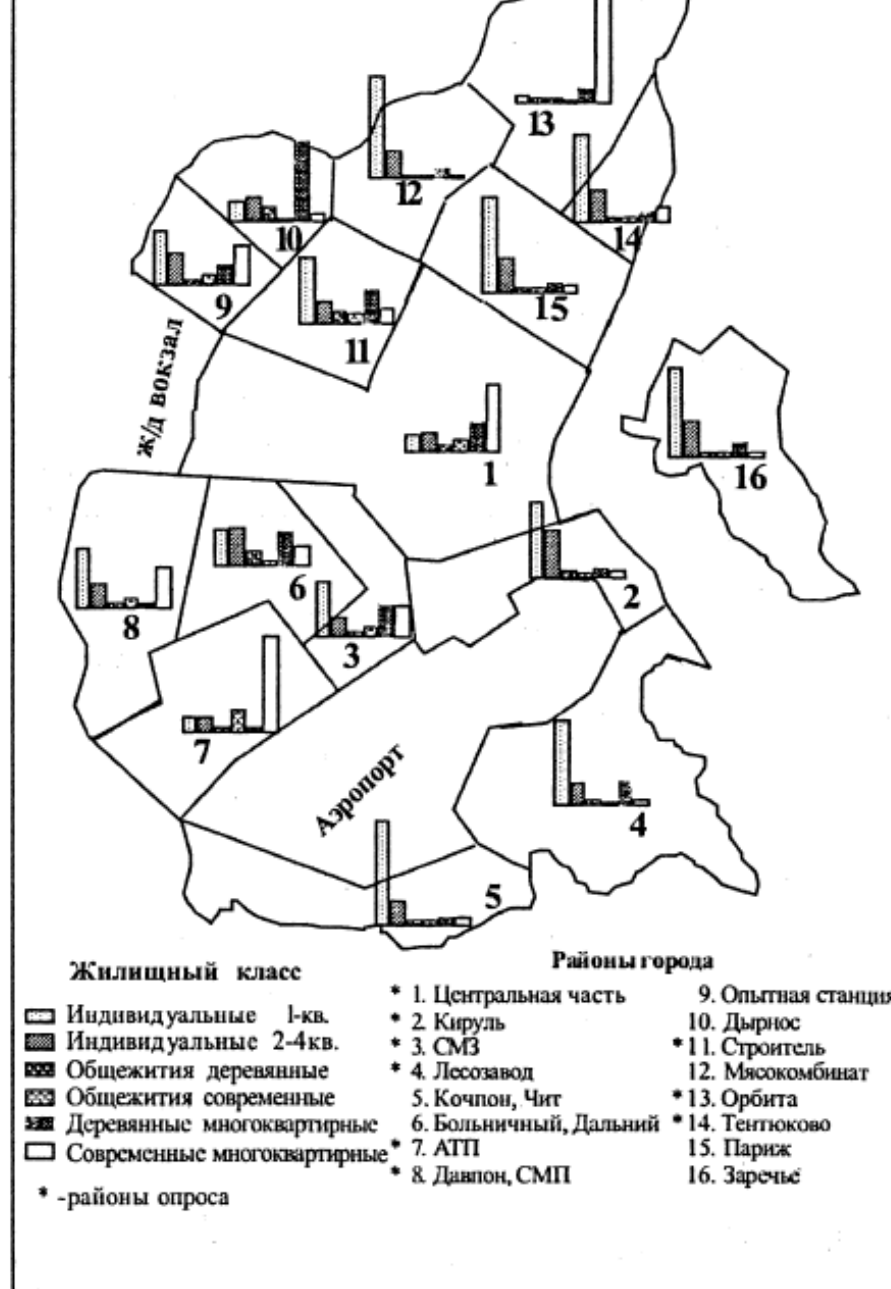 13
12
10
14
9
15
11
ж/д вокзал
1
16
6
2
8
3
7
Аэропорт
4
5
Жилищный класс
Индивидуальные 1-кв.
Индивидуальные 2-4кв.
Общежития деревянные
Общежития современные
Деревянные многоквартирные
Современные многоквартирные
* -районы опроса
Районы города
* 1. Центральная часть
* 2. Кируль
* 3. СМЗ
* 4. Лесозавод
5. Кочпон, Чит
6. Больничный, Дальний
* 7. АТП
* 8. Давпон, СМП
9. Опытная станция
10. Дырнос
* 11. Строитель
12. Мясокомбинат
* 13. Орбита
* 14. Тентюково
15. Париж
16. Заречье